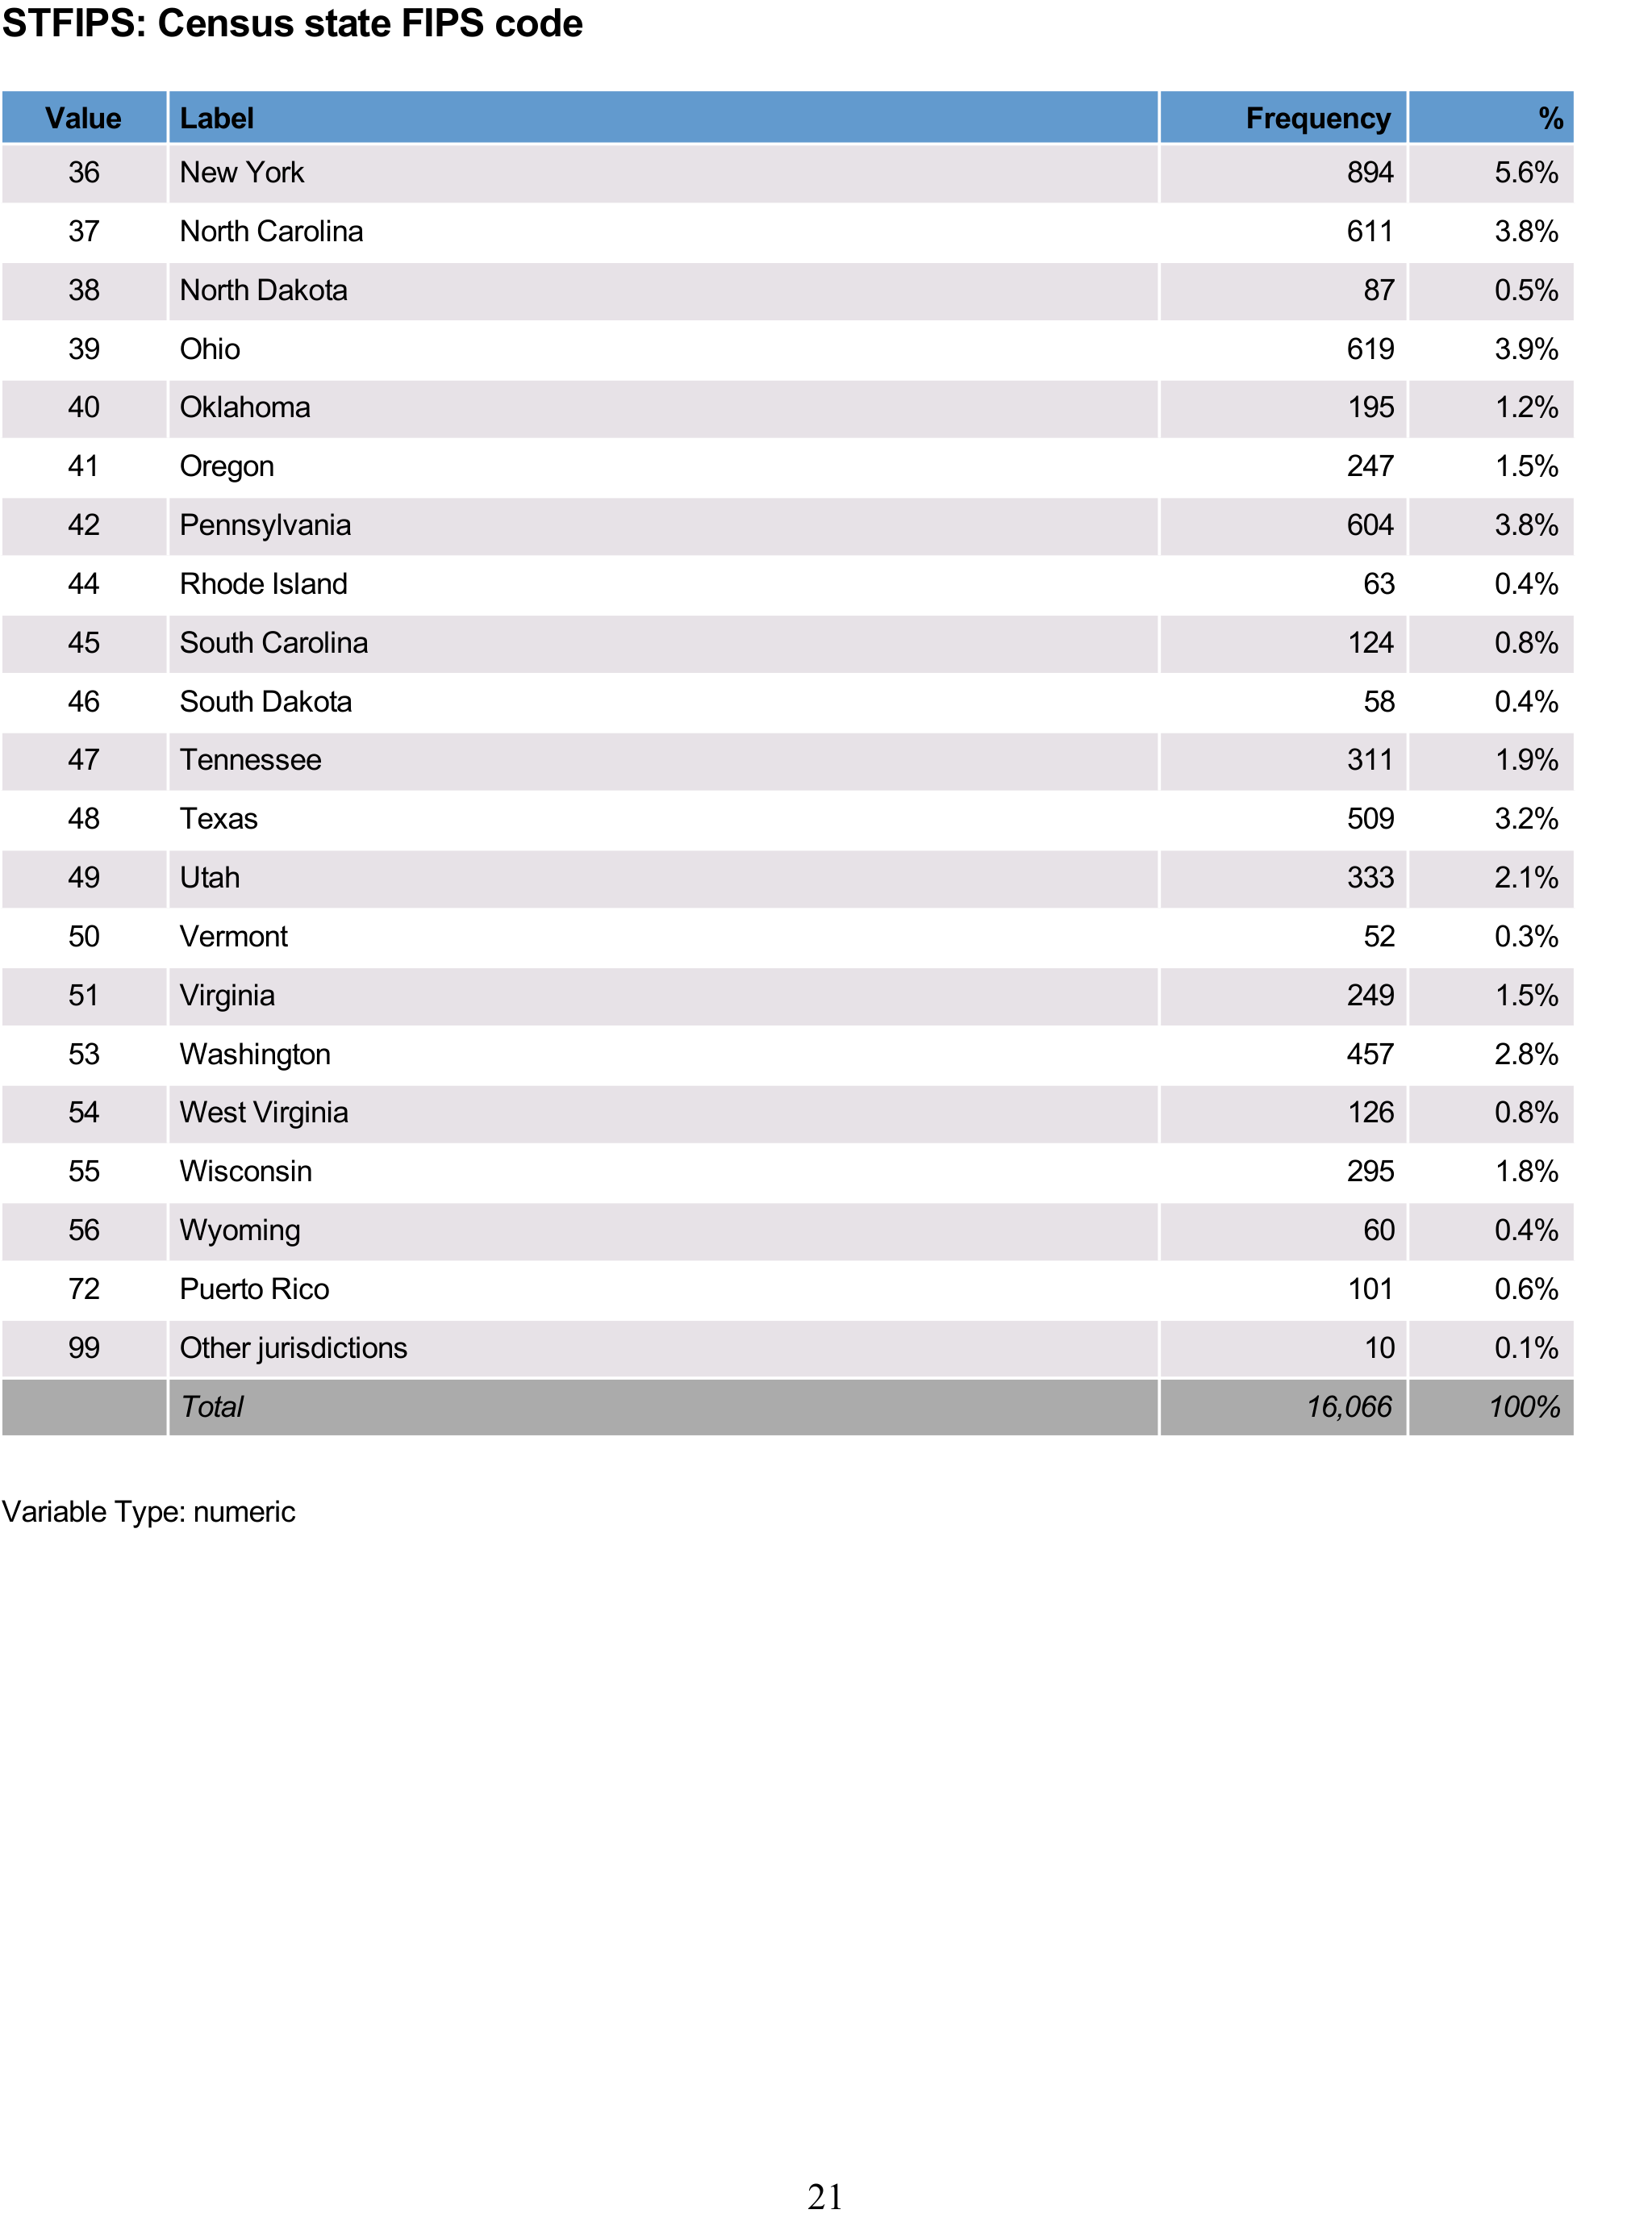 STFIPS: Census state FIPS code
Value Label Frequency %
36 New York 894 5.6%
37 North Carolina 611 3.8%
38 North Dakota 87 0.5%
39 Ohio 619 3.9%
40 Oklahoma 195 1.2%
41 Oregon 247 1.5%
42 Pennsylvania 604 3.8%
44 Rhode Island 63 0.4%
45 South Carolina 124 0.8%
46 South Dakota 58 0.4%
47 Tennessee 311 1.9%
48 Texas 509 3.2%
49 Utah 333 2.1%
50 Vermont 52 0.3%
51 Virginia 249 1.5%
53 Washington 457 2.8%
54 West Virginia 126 0.8%
55 Wisconsin 295 1.8%
56 Wyoming 60 0.4%
72 Puerto Rico 101 0.6%
99 Other jurisdictions 10 0.1%
Total 16,066 100%
Variable Type: numeric
21